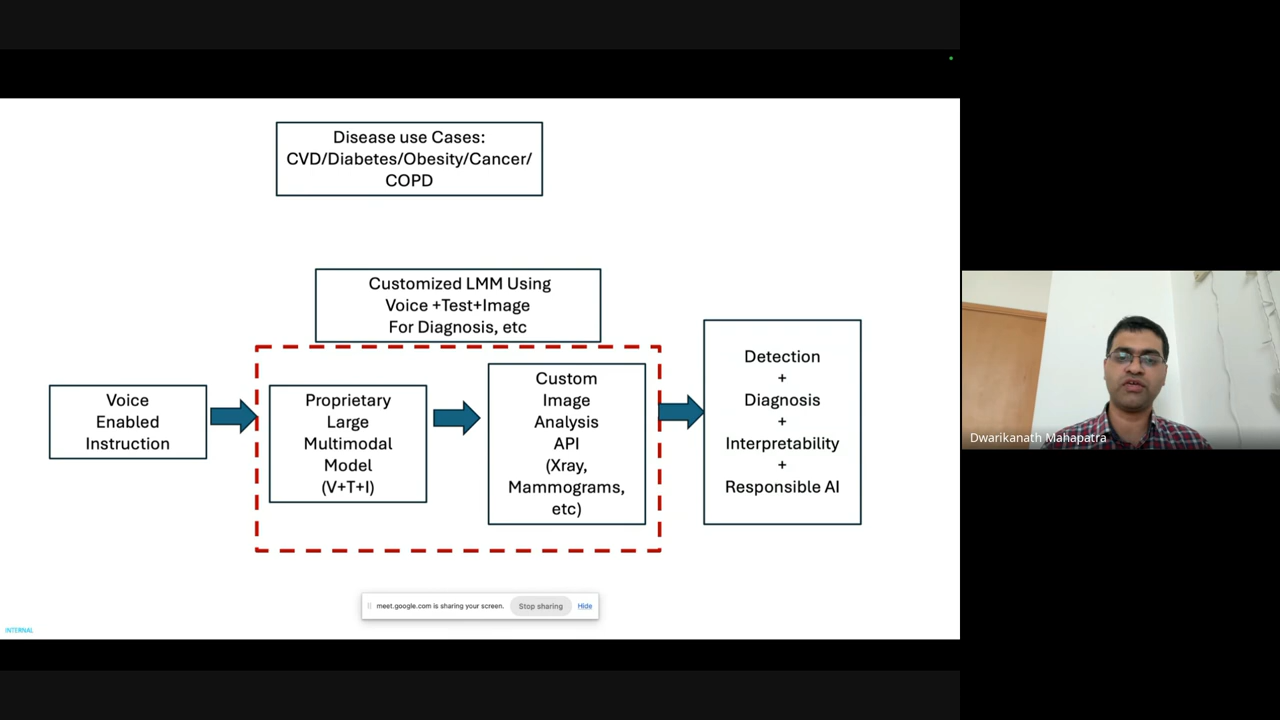 Disease use Cases:
CVD/Diabetes/Obesity/Cancer/
COPD
Customized LMM Using
Voice +Test+Image
For Diagnosis, etc
Voice
Enabled
Instruction
Proprietary
Large
Multimodal
Model
(V+T+I)
Custom
Image
Analysis
API
(Xray,
Mammograms,
etc)
Detection
+
Diagnosis
+
Interpretability
+
Responsible AI
Dwarikanath Mahapatra
meet.google.com is sharing your screen.
Stop sharing
Hide
INTERNAL